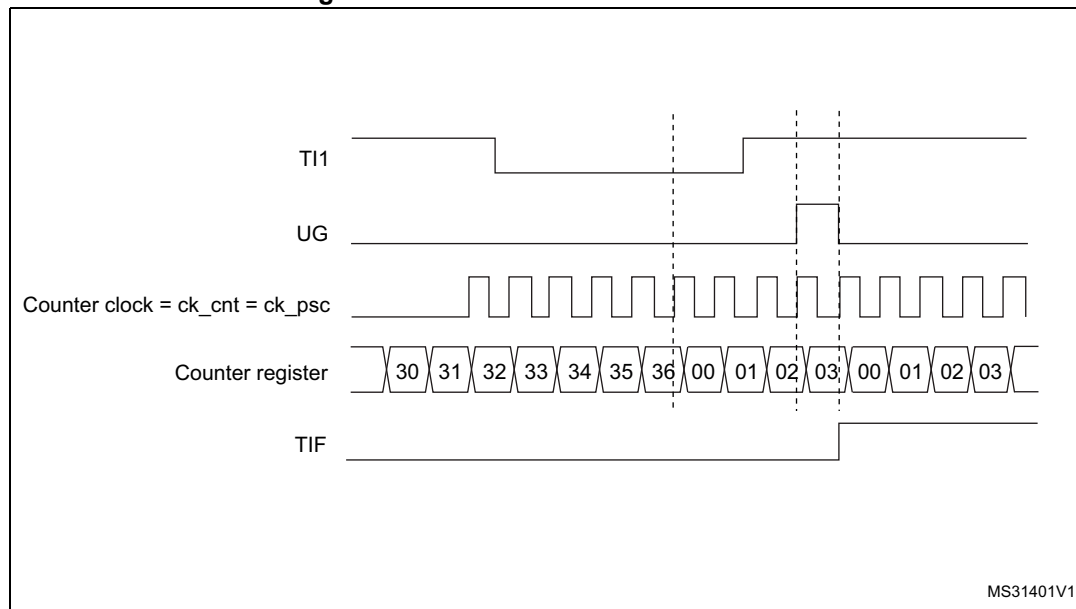 TI1
UG
Counter clock = ck_cnt = ck_psc
Counter register 30 31 32 33 34 35 36 00 01 02 03 00 01 02 03
TIF
MS31401V1